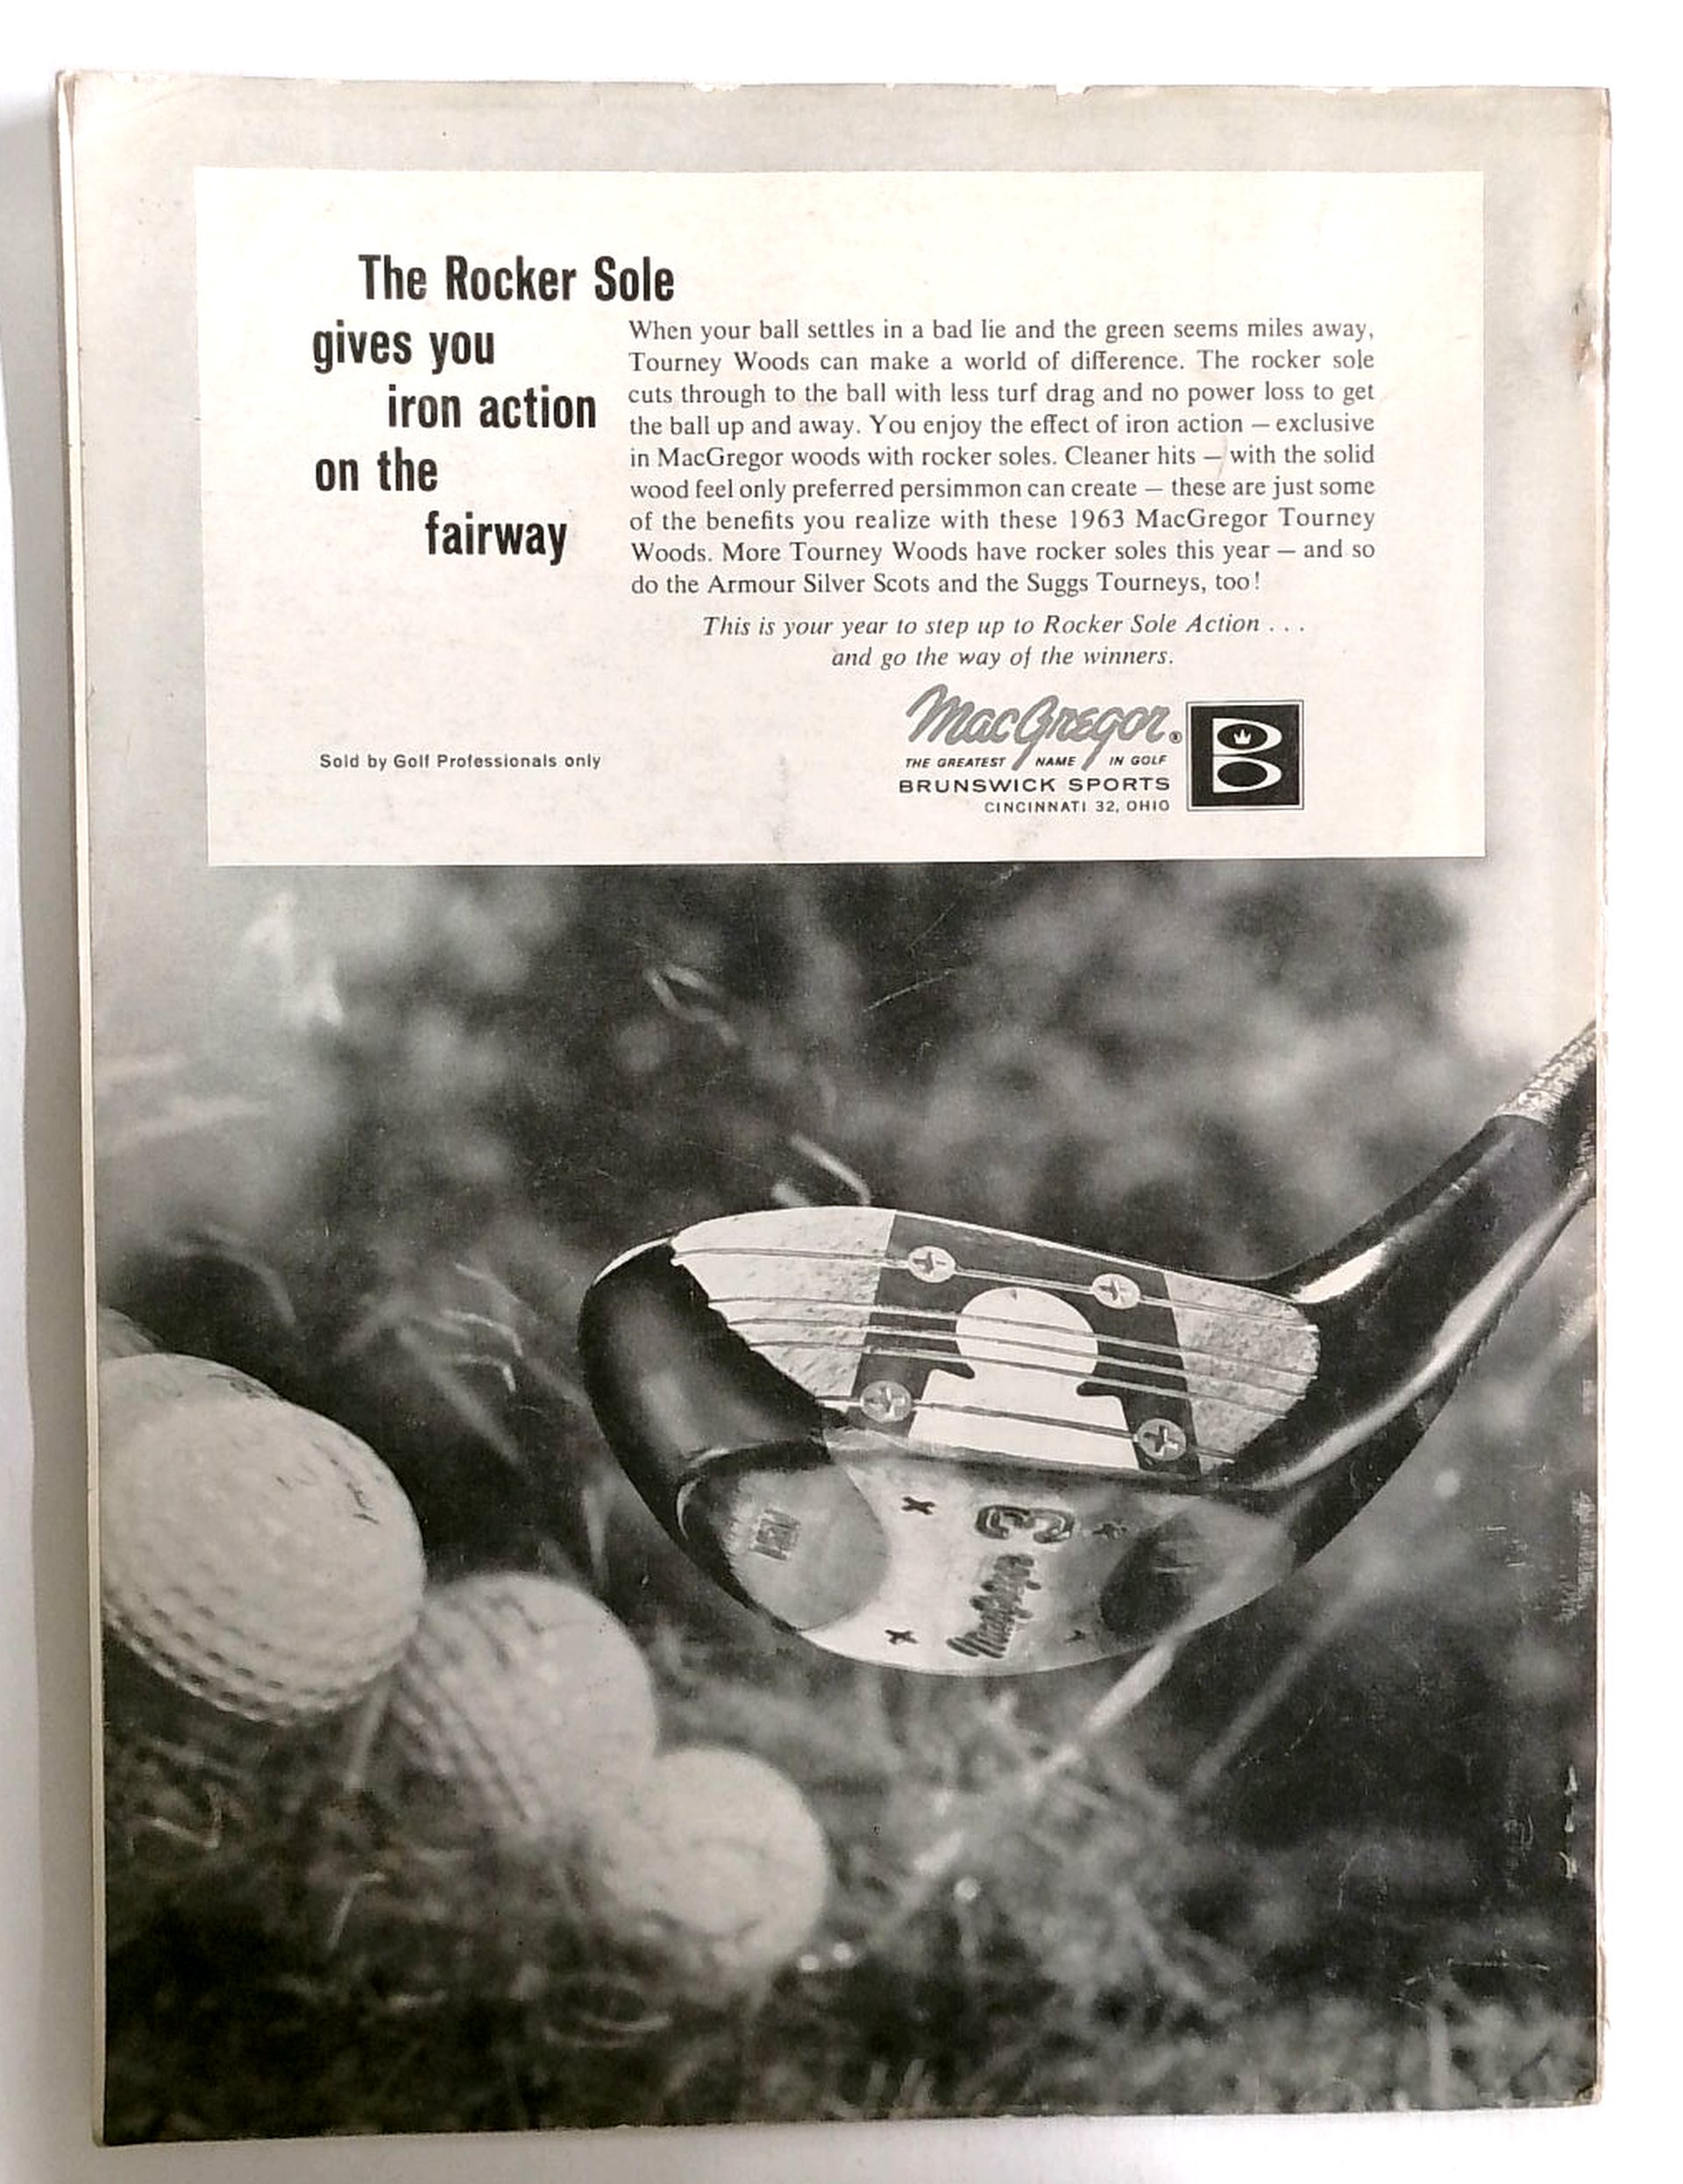 The Rocker Sole
gives you
iron action
on the
fairway
When your ball settles in a bad lie and the green seems miles away,
Tourney Woods can make a world of difference. The rocker sole
cuts through to the ball with less turf drag and no power loss to get
the ball up and away. You enjoy the effect of iron action — exclusive
in MacGregor woods with rocker soles. Cleaner hits — with the solid
wood feel only preferred persimmon can create — these are just some
of the benefits you realize with these 1963 MacGregor Tourney
Woods. More Tourney Woods have rocker soles this year — and so
do the Armour Silver Scots and the Suggs Tourneys, too!
This is your year to step up to Rocker Sole Action . . .
and go the way of the winners.
Sold by Golf Professionals only
MacGregor®
THE GREATEST NAME IN GOLF
BRUNSWICK SPORTS
CINCINNATI 32, OHIO
B
3
MacGregor